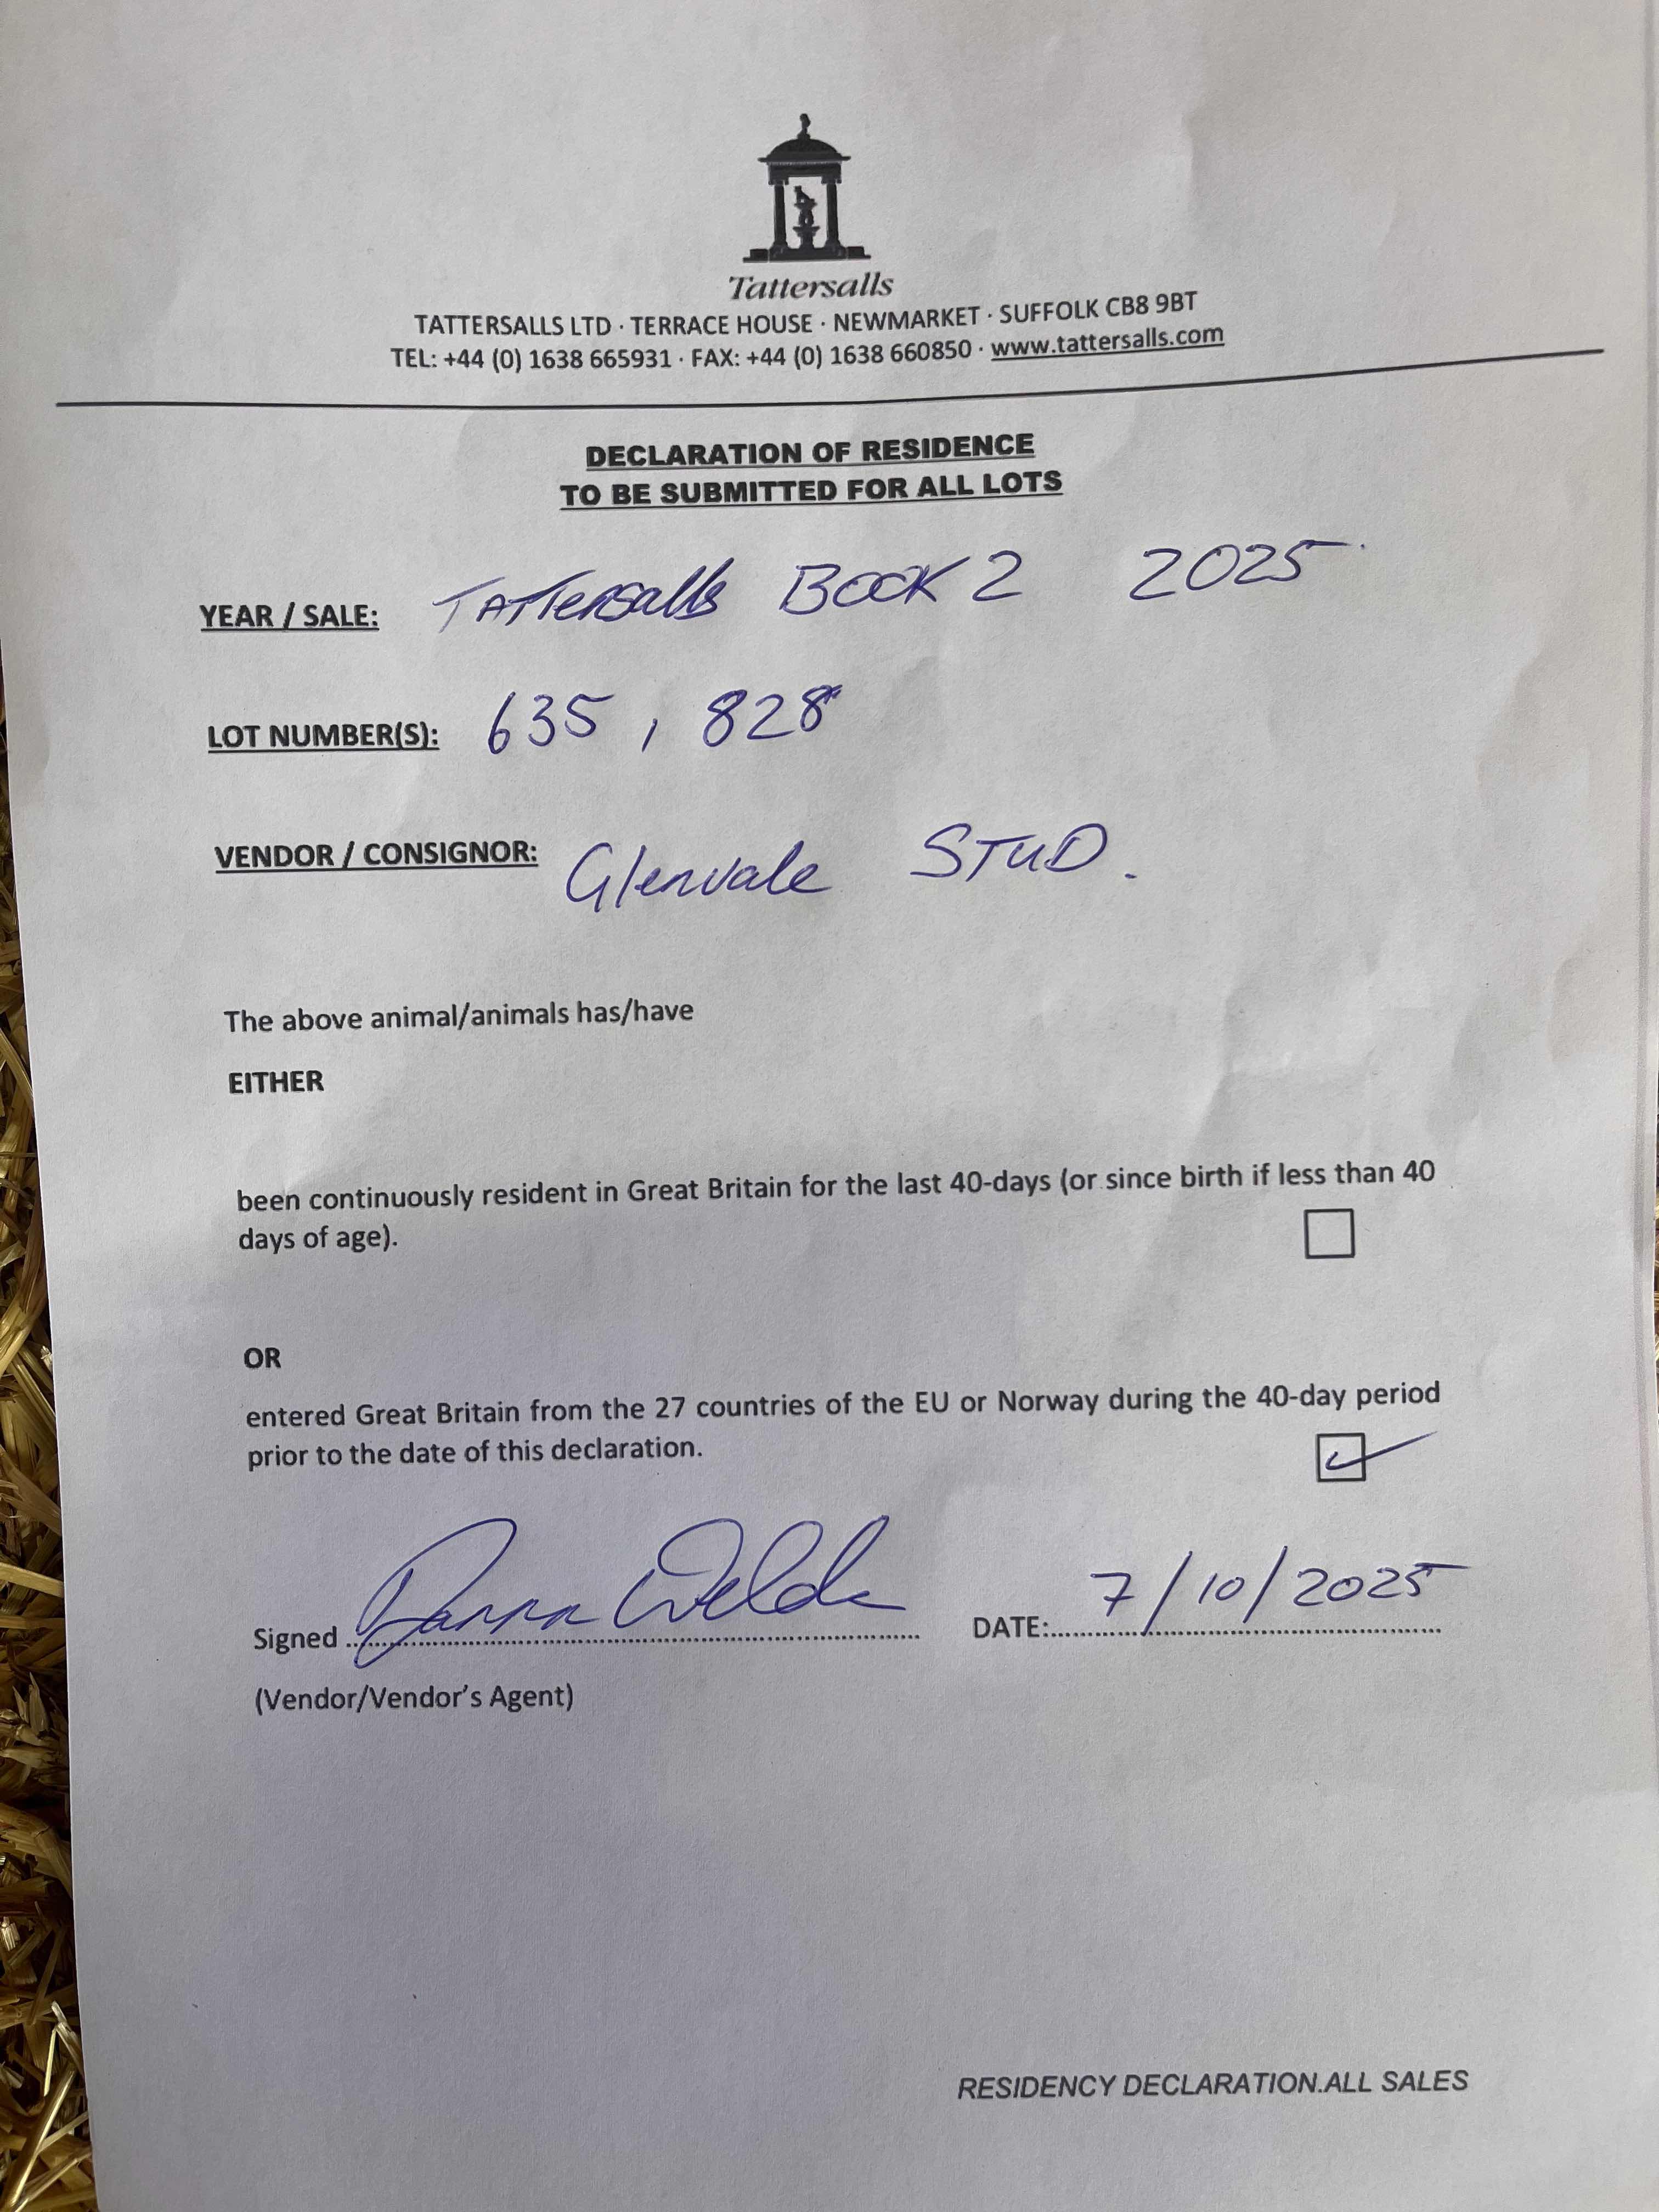 Tattersalls
TATTERSALLS LTD · TERRACE HOUSE · NEWMARKET · SUFFOLK CB8 9BT
TEL: +44 (0) 1638 665931 · FAX: +44 (0) 1638 660850 · www.tattersalls.com
DECLARATION OF RESIDENCE
TO BE SUBMITTED FOR ALL LOTS
YEAR / SALE: TATTersalls BOOK 2 2025
LOT NUMBER(S): 635, 828
VENDOR / CONSIGNOR: Glenvale STUD.
The above animal/animals has/have
EITHER
been continuously resident in Great Britain for the last 40-days (or since birth if less than 40
days of age).
OR
entered Great Britain from the 27 countries of the EU or Norway during the 40-day period
prior to the date of this declaration.
Signed DATE: 7/10/2025
(Vendor/Vendor's Agent)
RESIDENCY DECLARATION.ALL SALES